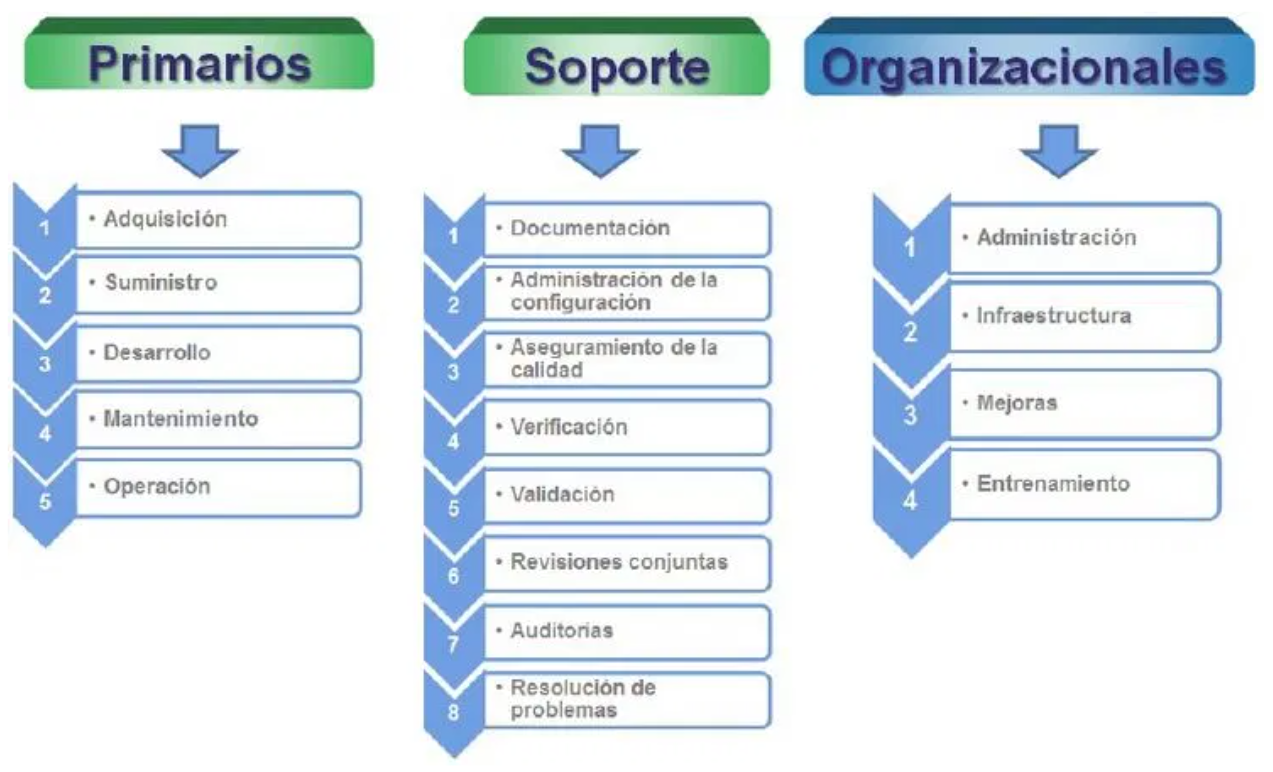 Primarios
1
• Adquisición
2
• Suministro
3
• Desarrollo
4
• Mantenimiento
5
• Operación
Soporte
1
• Documentación
2
• Administración de la
configuración
3
• Aseguramiento de la
calidad
4
• Verificación
5
• Validación
6
• Revisiones conjuntas
7
• Auditorías
8
• Resolución de
problemas
Organizacionales
1
• Administración
2
• Infraestructura
3
• Mejoras
4
• Entrenamiento